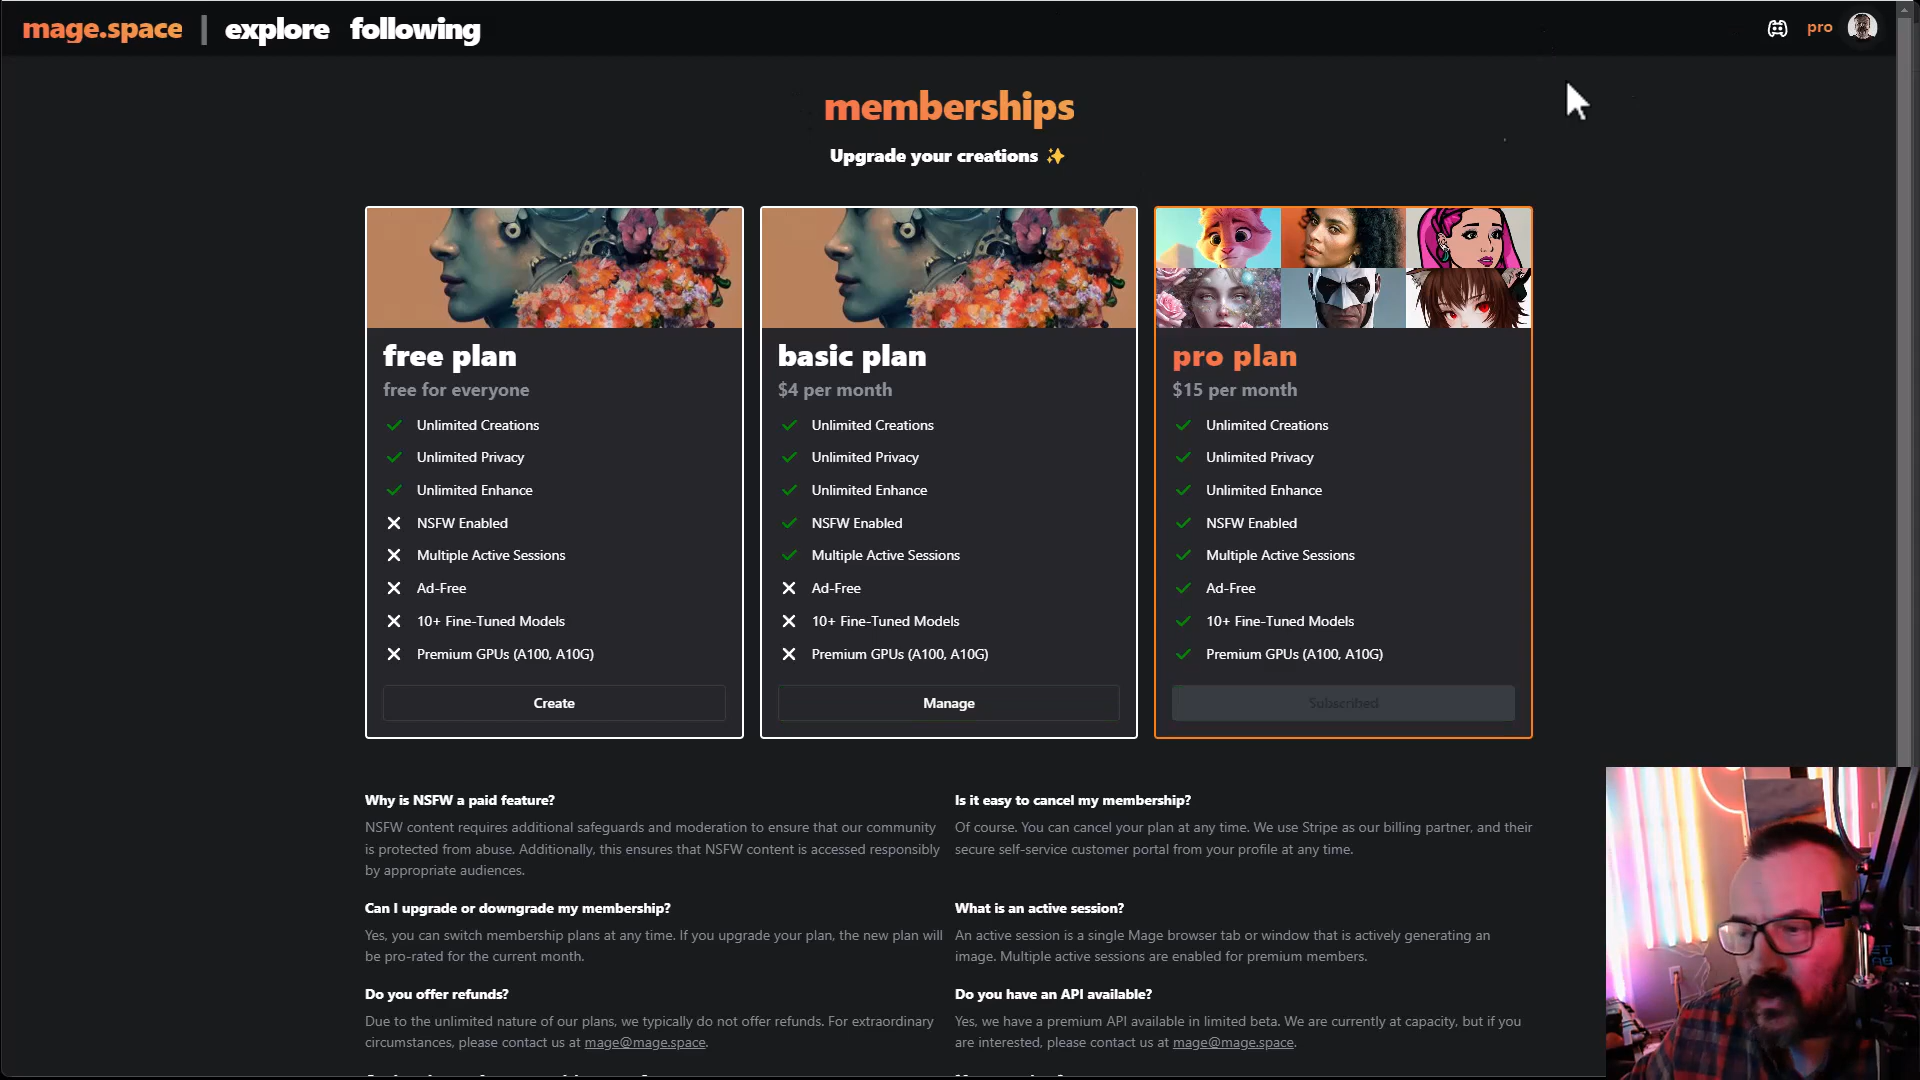 mage.space | explore following
pro
memberships
Upgrade your creations ✨
free plan
free for everyone
Unlimited Creations
Unlimited Privacy
Unlimited Enhance
NSFW Enabled
Multiple Active Sessions
Ad-Free
10+ Fine-Tuned Models
Premium GPUs (A100, A10G)
Create
basic plan
$4 per month
Unlimited Creations
Unlimited Privacy
Unlimited Enhance
NSFW Enabled
Multiple Active Sessions
Ad-Free
10+ Fine-Tuned Models
Premium GPUs (A100, A10G)
Manage
pro plan
$15 per month
Unlimited Creations
Unlimited Privacy
Unlimited Enhance
NSFW Enabled
Multiple Active Sessions
Ad-Free
10+ Fine-Tuned Models
Premium GPUs (A100, A10G)
Subscribed
Why is NSFW a paid feature?
NSFW content requires additional safeguards and moderation to ensure that our community
is protected from abuse. Additionally, this ensures that NSFW content is accessed responsibly
by appropriate audiences.
Is it easy to cancel my membership?
Of course. You can cancel your plan at any time. We use Stripe as our billing partner, and their
secure self-service customer portal from your profile at any time.
Can I upgrade or downgrade my membership?
Yes, you can switch membership plans at any time. If you upgrade your plan, the new plan will
be pro-rated for the current month.
What is an active session?
An active session is a single Mage browser tab or window that is actively generating an
image. Multiple active sessions are enabled for premium members.
Do you offer refunds?
Due to the unlimited nature of our plans, we typically do not offer refunds. For extraordinary
circumstances, please contact us at mage@mage.space.
Do you have an API available?
Yes, we have a premium API available in limited beta. We are currently at capacity, but if you
are interested, please contact us at mage@mage.space.